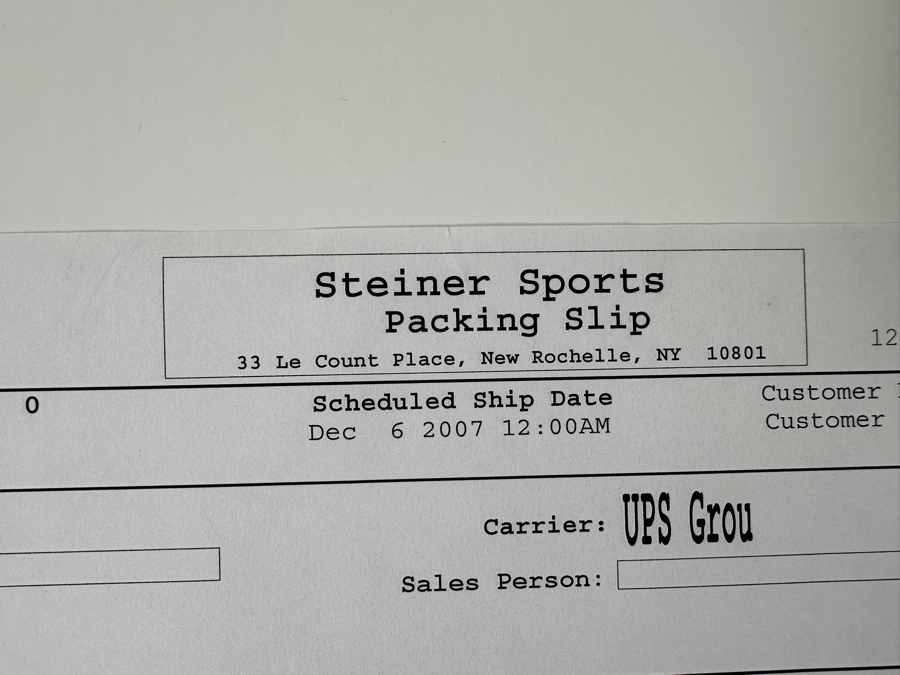 Steiner Sports
Packing Slip
33 Le Count Place, New Rochelle, NY 10801
12
0
Scheduled Ship Date
Dec 6 2007 12:00AM
Customer
Customer
Carrier: UPS Grou
Sales Person: